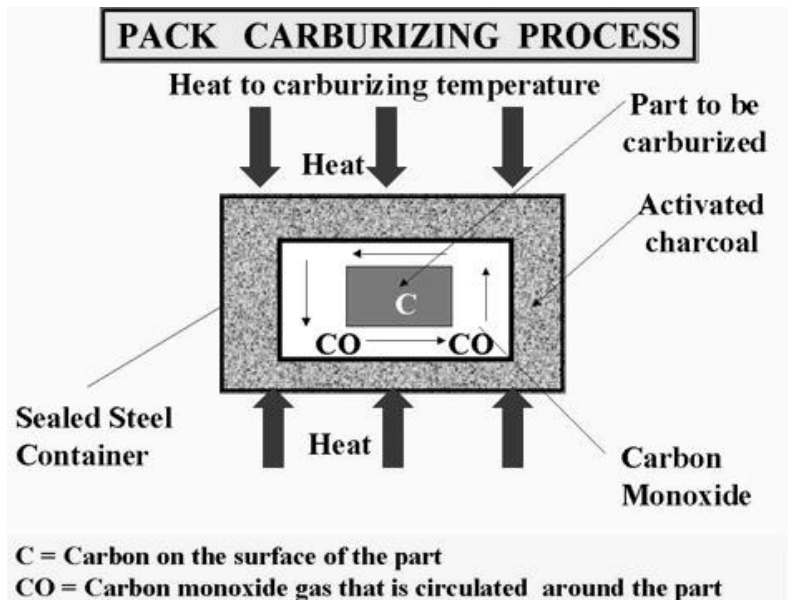 PACK CARBURIZING PROCESS
Heat to carburizing temperature
Part to be
carburized
Heat
Activated
charcoal
C
CO
CO
Sealed Steel
Container
Heat
Carbon
Monoxide
C = Carbon on the surface of the part
CO = Carbon monoxide gas that is circulated around the part